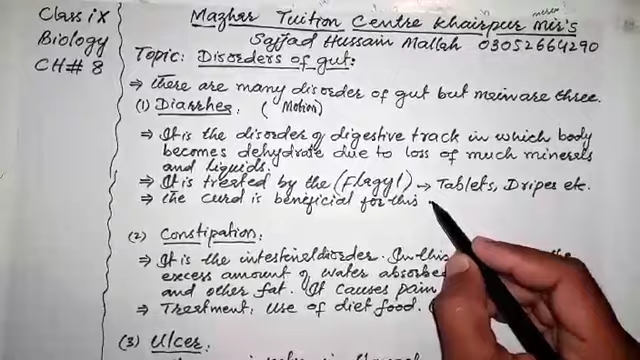 Class ix
Biology
CH# 8
Mazhar Tuition Centre Khairpur Mir's
Sajjad Hussain Mallah 03052664290
Topic: Disorders of gut:
⇒ There are many disorder of gut but main are three.
(1) Diarrhea. (Motion)
⇒ It is the disorder of digestive track in which body
becomes dehydrate due to loss of much minerals
and liquids.
⇒ It is treated by the (Flagyl) → Tablets, Dripes etc.
⇒ The curd is beneficial for this
(2) Constipation:
⇒ It is the intestinal disorder. In this the
excess amount of water absorbed
and other fat. It causes pain
⇒ Treatment: Use of diet food. (
(3) Ulcer: